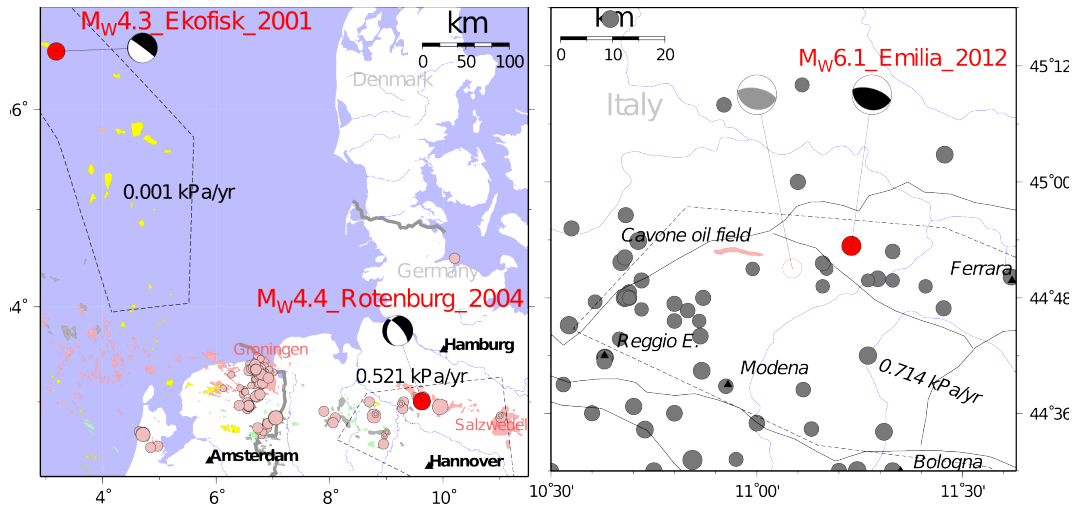 M_W4.3_Ekofisk_2001
km
0 50 100
Denmark
6°
0.001 kPa/yr
Germany
M_W4.4_Rotenburg_2004
4°
Hamburg
Groningen
0.521 kPa/yr
Salzwedel
Amsterdam
Hannover
4° 6° 8° 10°
km
0 10 20
M_W6.1_Emilia_2012
45°12'
Italy
45°00'
Cavone oil field
Ferrara
44°48'
Reggio E.
Modena
0.714 kPa/yr
44°36'
Bologna
10°30' 11°00' 11°30'